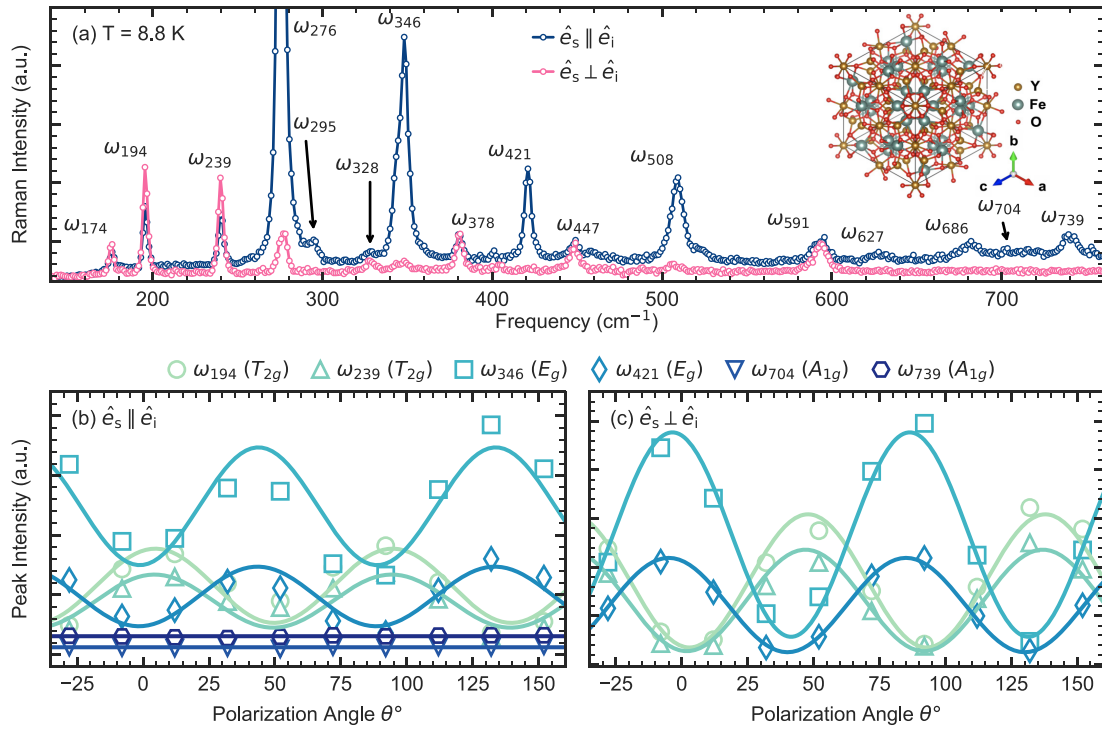 (a) T = 8.8 K
ω₂₇₆
ω₃₄₆
ê_s ∥ ê_i
ê_s ⊥ ê_i
Y
Fe
O
b
c
a
ω₁₇₄
ω₁₉₄
ω₂₃₉
ω₂₉₅
ω₃₂₈
ω₃₇₈
ω₄₂₁
ω₄₄₇
ω₅₀₈
ω₅₉₁
ω₆₂₇
ω₆₈₆
ω₇₀₄
ω₇₃₉
Raman Intensity (a.u.)
200 300 400 500 600 700
Frequency (cm⁻¹)
ω₁₉₄ (T₂g) ω₂₃₉ (T₂g) ω₃₄₆ (Eg) ω₄₂₁ (Eg) ω₇₀₄ (A₁g) ω₇₃₉ (A₁g)
(b) ê_s ∥ ê_i
Peak Intensity (a.u.)
−25 0 25 50 75 100 125 150
Polarization Angle θ°
(c) ê_s ⊥ ê_i
−25 0 25 50 75 100 125 150
Polarization Angle θ°